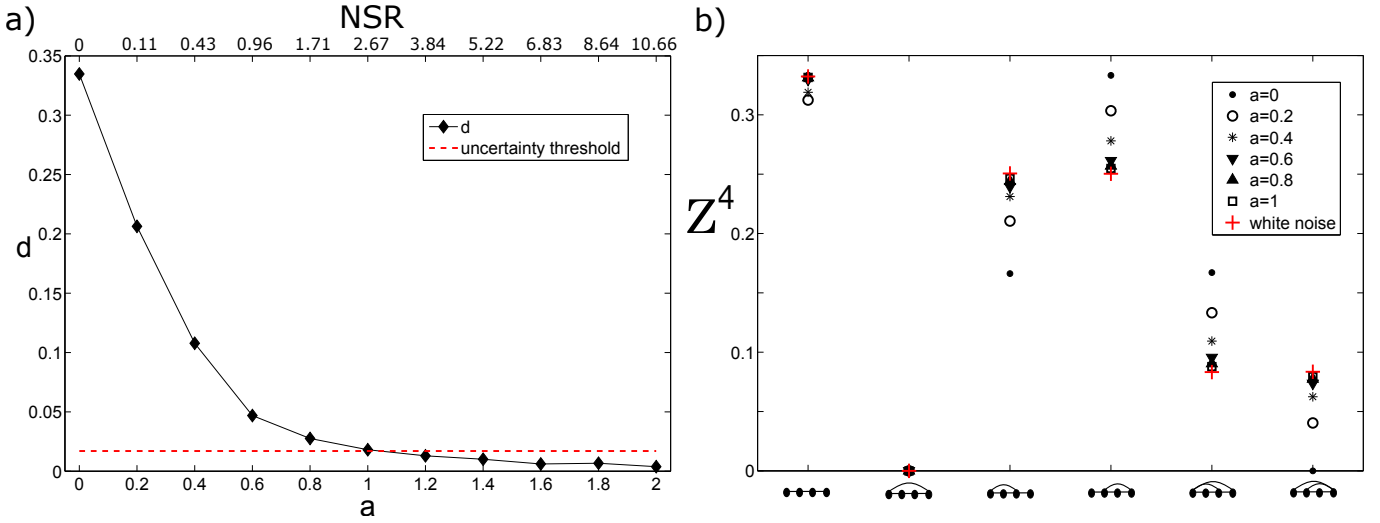 a)
NSR
0 0.11 0.43 0.96 1.71 2.67 3.84 5.22 6.83 8.64 10.66
0.35
0.3
0.25
0.2
d
0.15
0.1
0.05
0
d
uncertainty threshold
0 0.2 0.4 0.6 0.8 1.0 1.2 1.4 1.6 1.8 2
a
b)
Z⁴
0.3
0.2
0.1
0
a=0
a=0.2
a=0.4
a=0.6
a=0.8
a=1
white noise